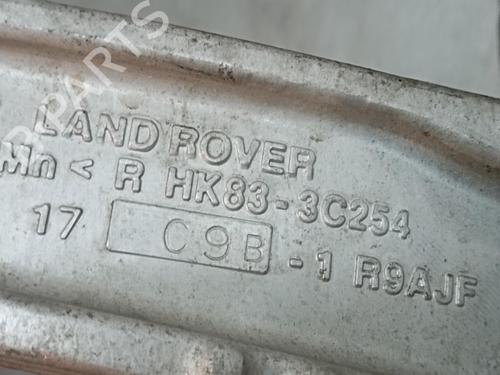 LAND ROVER
Mn < R HK83-3C254
17 C9B -1 R9AJF